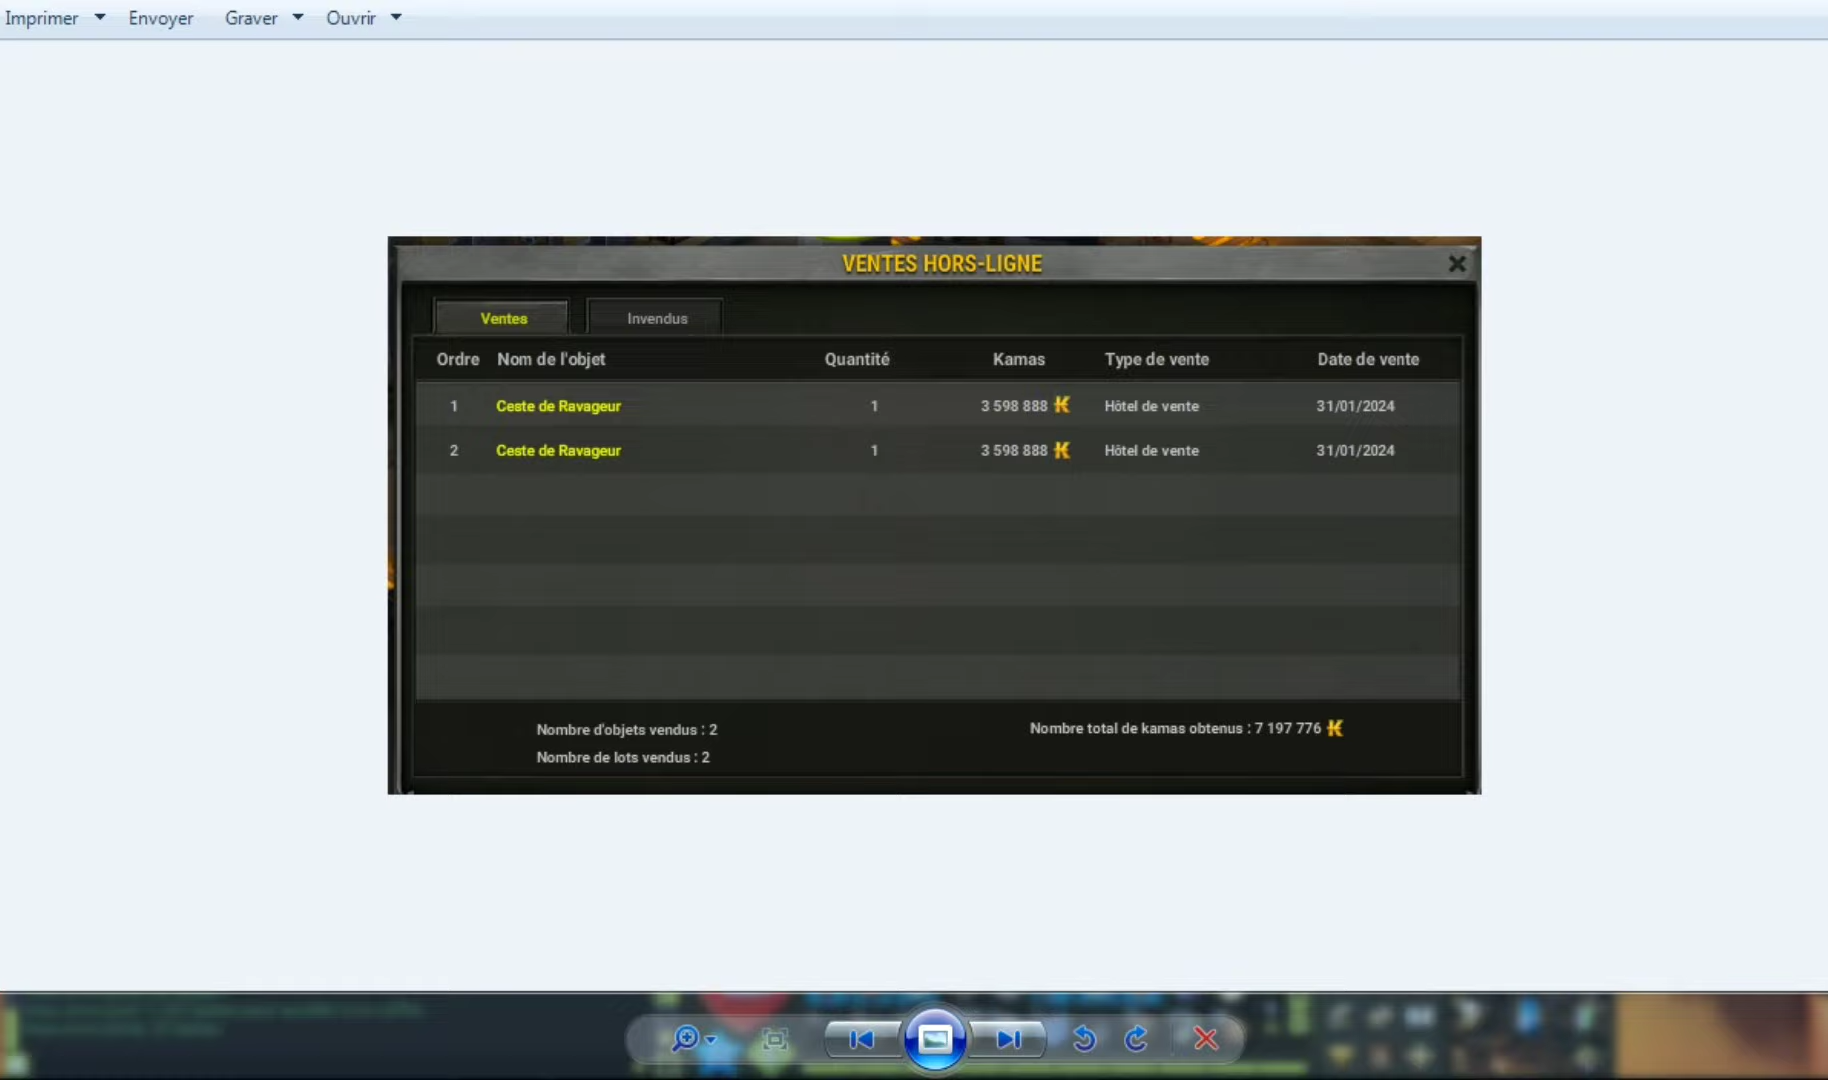 Imprimer Envoyer Graver Ouvrir
VENTES HORS-LIGNE
Ventes Invendus
Ordre Nom de l'objet Quantité Kamas Type de vente Date de vente
1 Ceste de Ravageur 1 3 598 888 Hôtel de vente 31/01/2024
2 Ceste de Ravageur 1 3 598 888 Hôtel de vente 31/01/2024
Nombre d'objets vendus : 2 Nombre total de kamas obtenus : 7 197 776
Nombre de lots vendus : 2